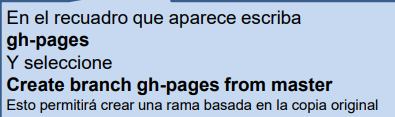 En el recuadro que aparece escriba
gh-pages
Y seleccione
Create branch gh-pages from master
Esto permitirá crear una rama basada en la copia original